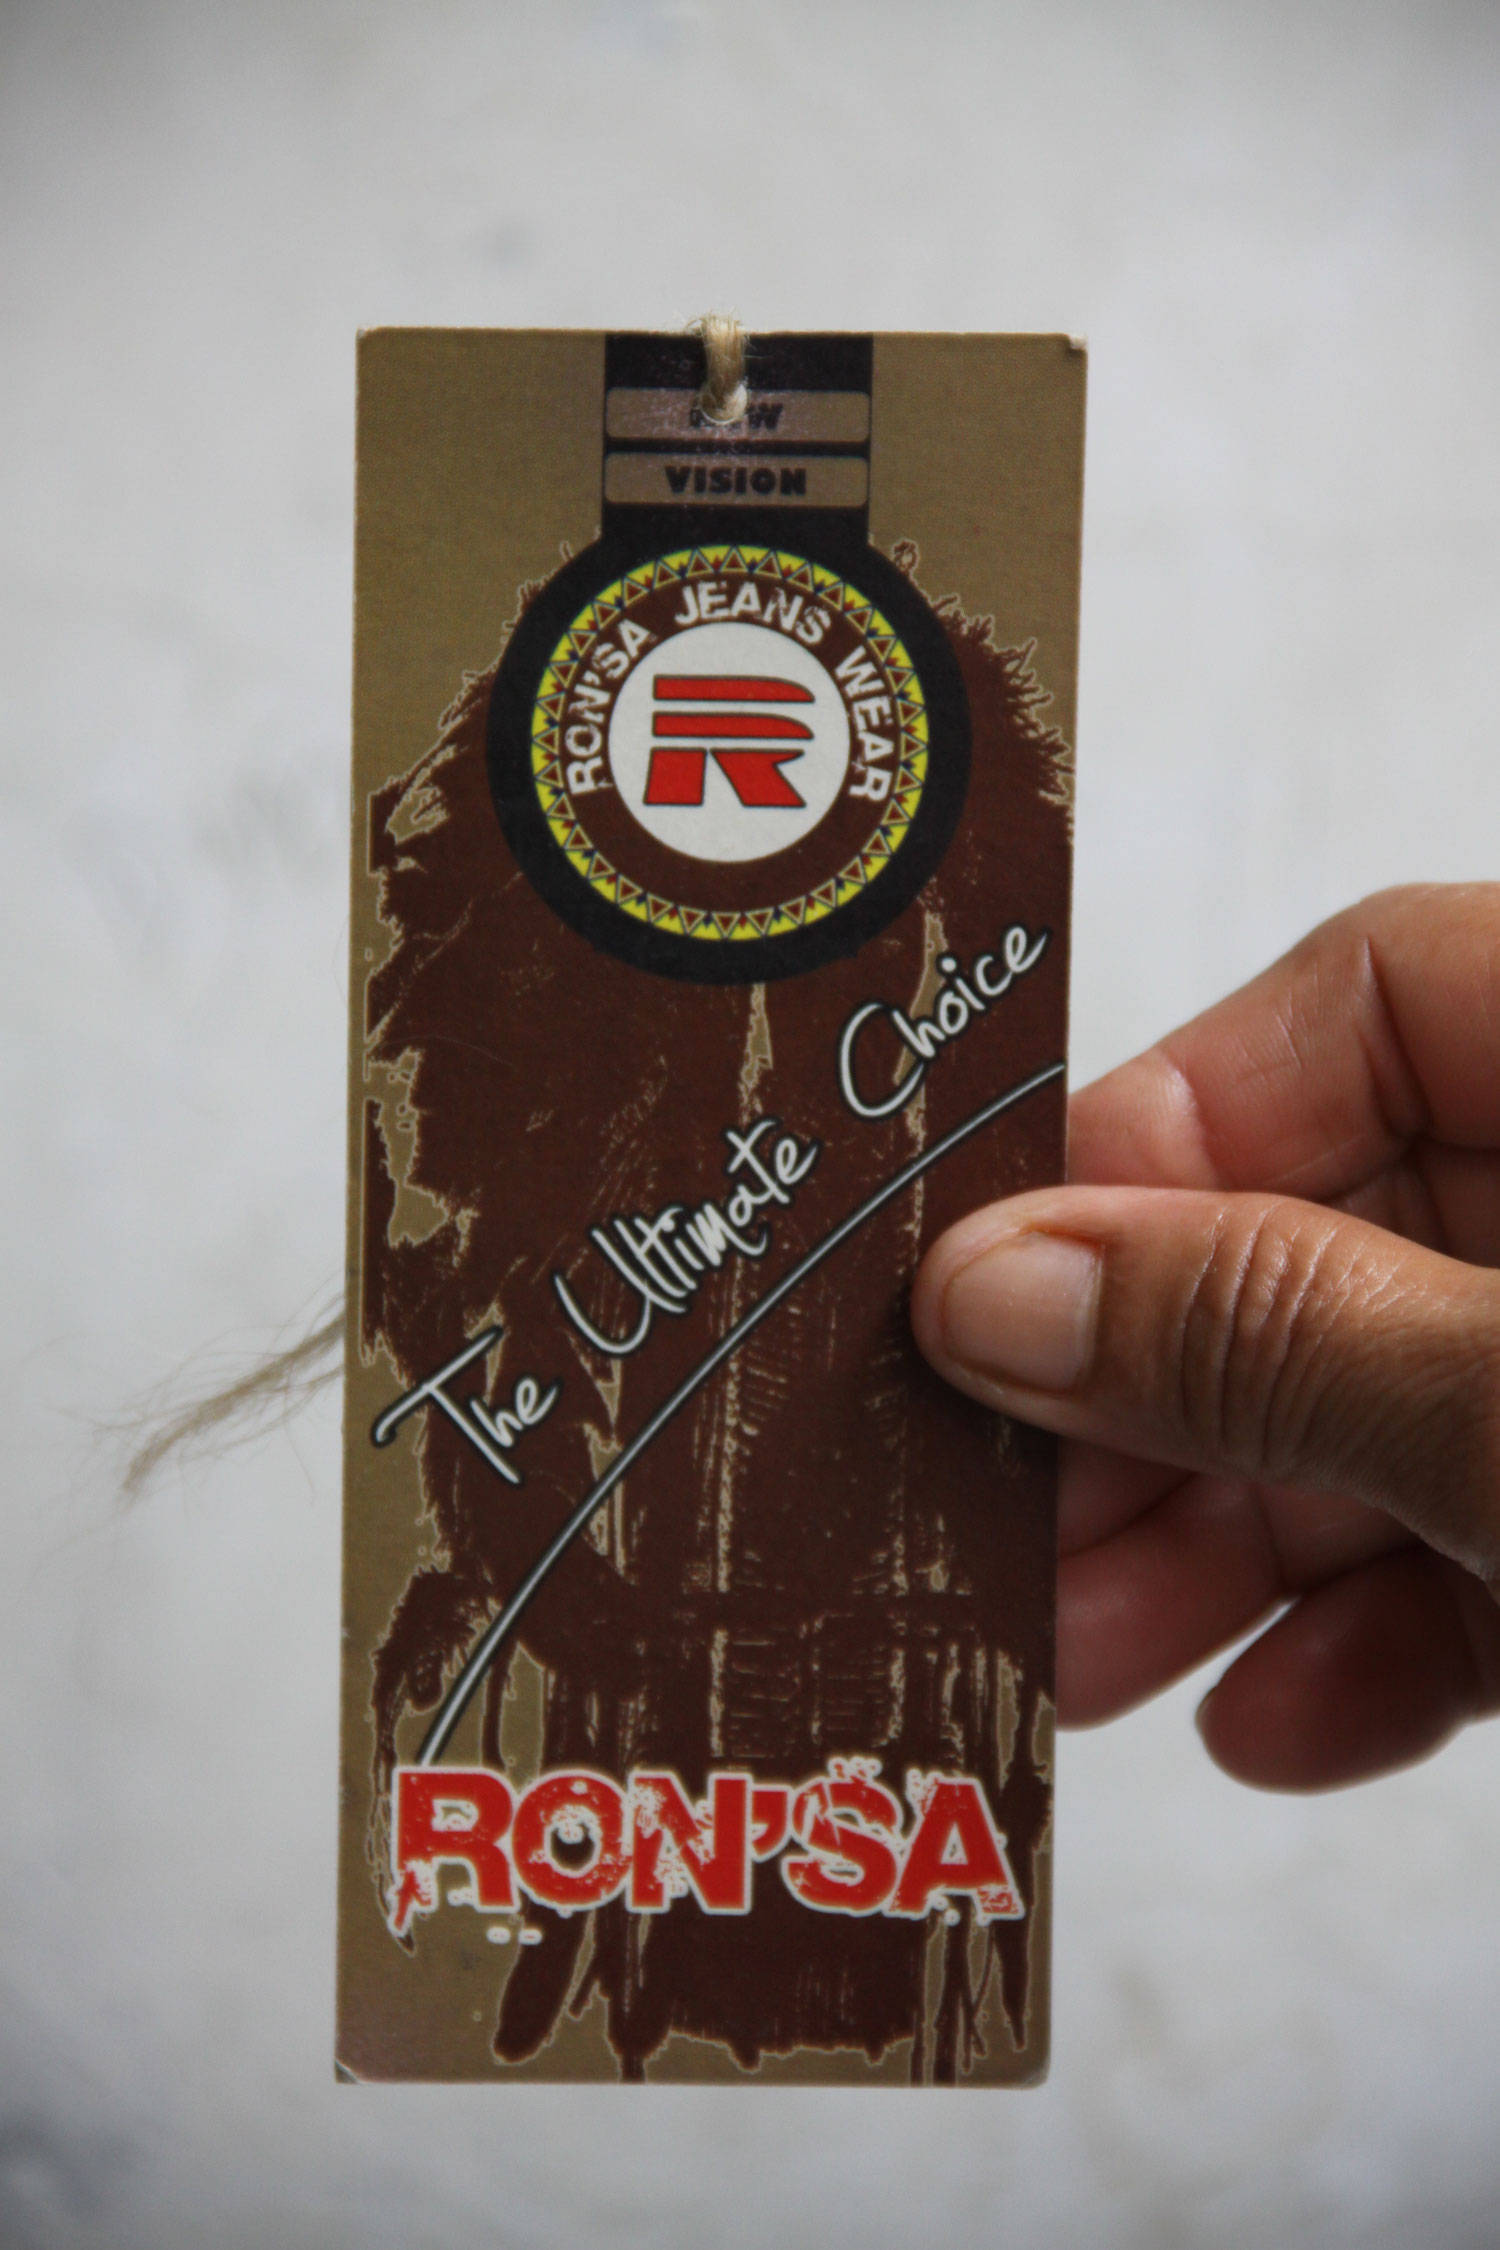 VISION
RON'SA JEANS WEAR
R
The Ultimate Choice
RON'SA